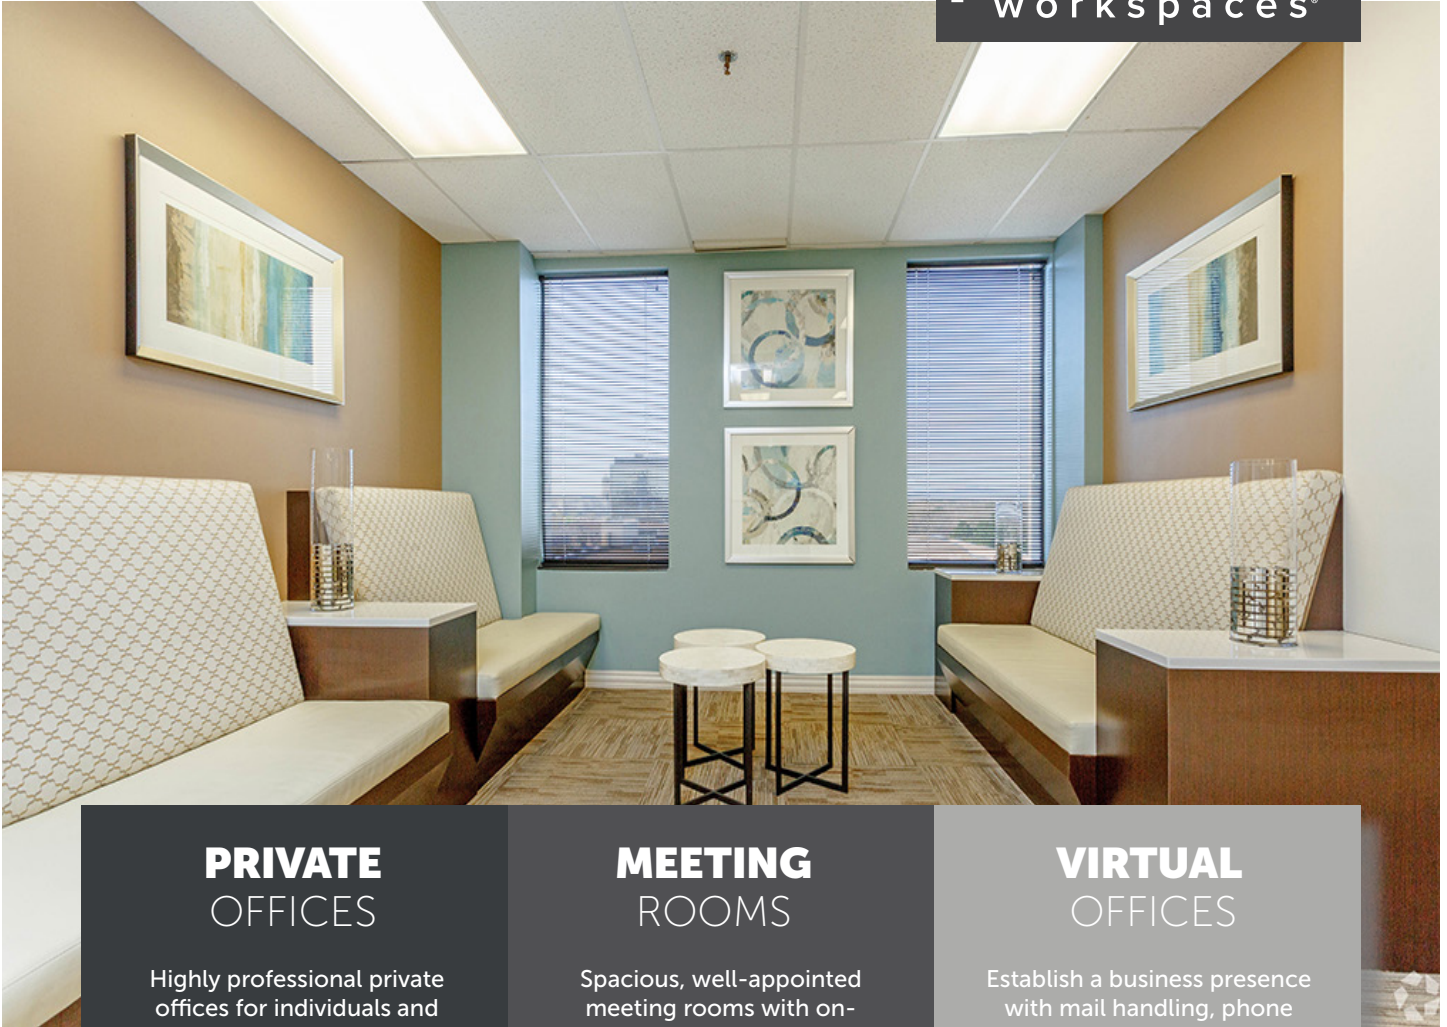 workspaces®
PRIVATE
OFFICES
Highly professional private
offices for individuals and
MEETING
ROOMS
Spacious, well-appointed
meeting rooms with on-
VIRTUAL
OFFICES
Establish a business presence
with mail handling, phone